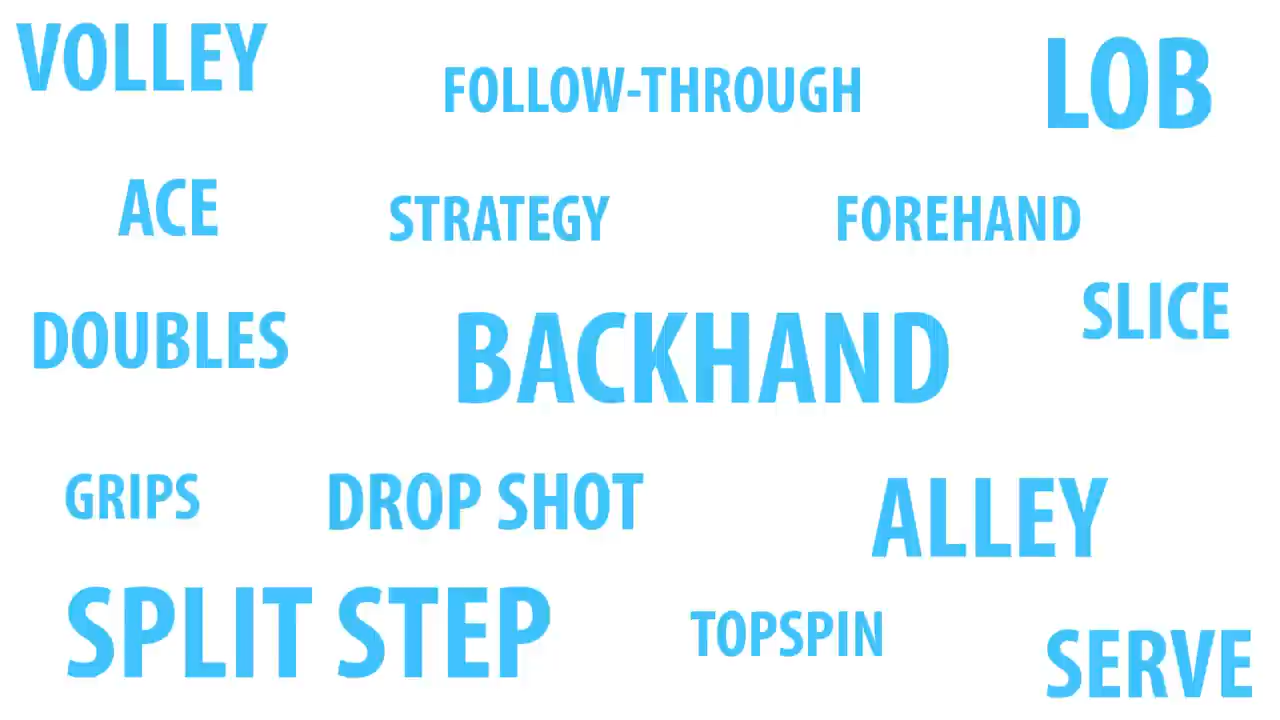 VOLLEY
FOLLOW-THROUGH
LOB
ACE
STRATEGY
FOREHAND
DOUBLES
BACKHAND
SLICE
GRIPS
DROP SHOT
ALLEY
SPLIT STEP
TOPSPIN
SERVE